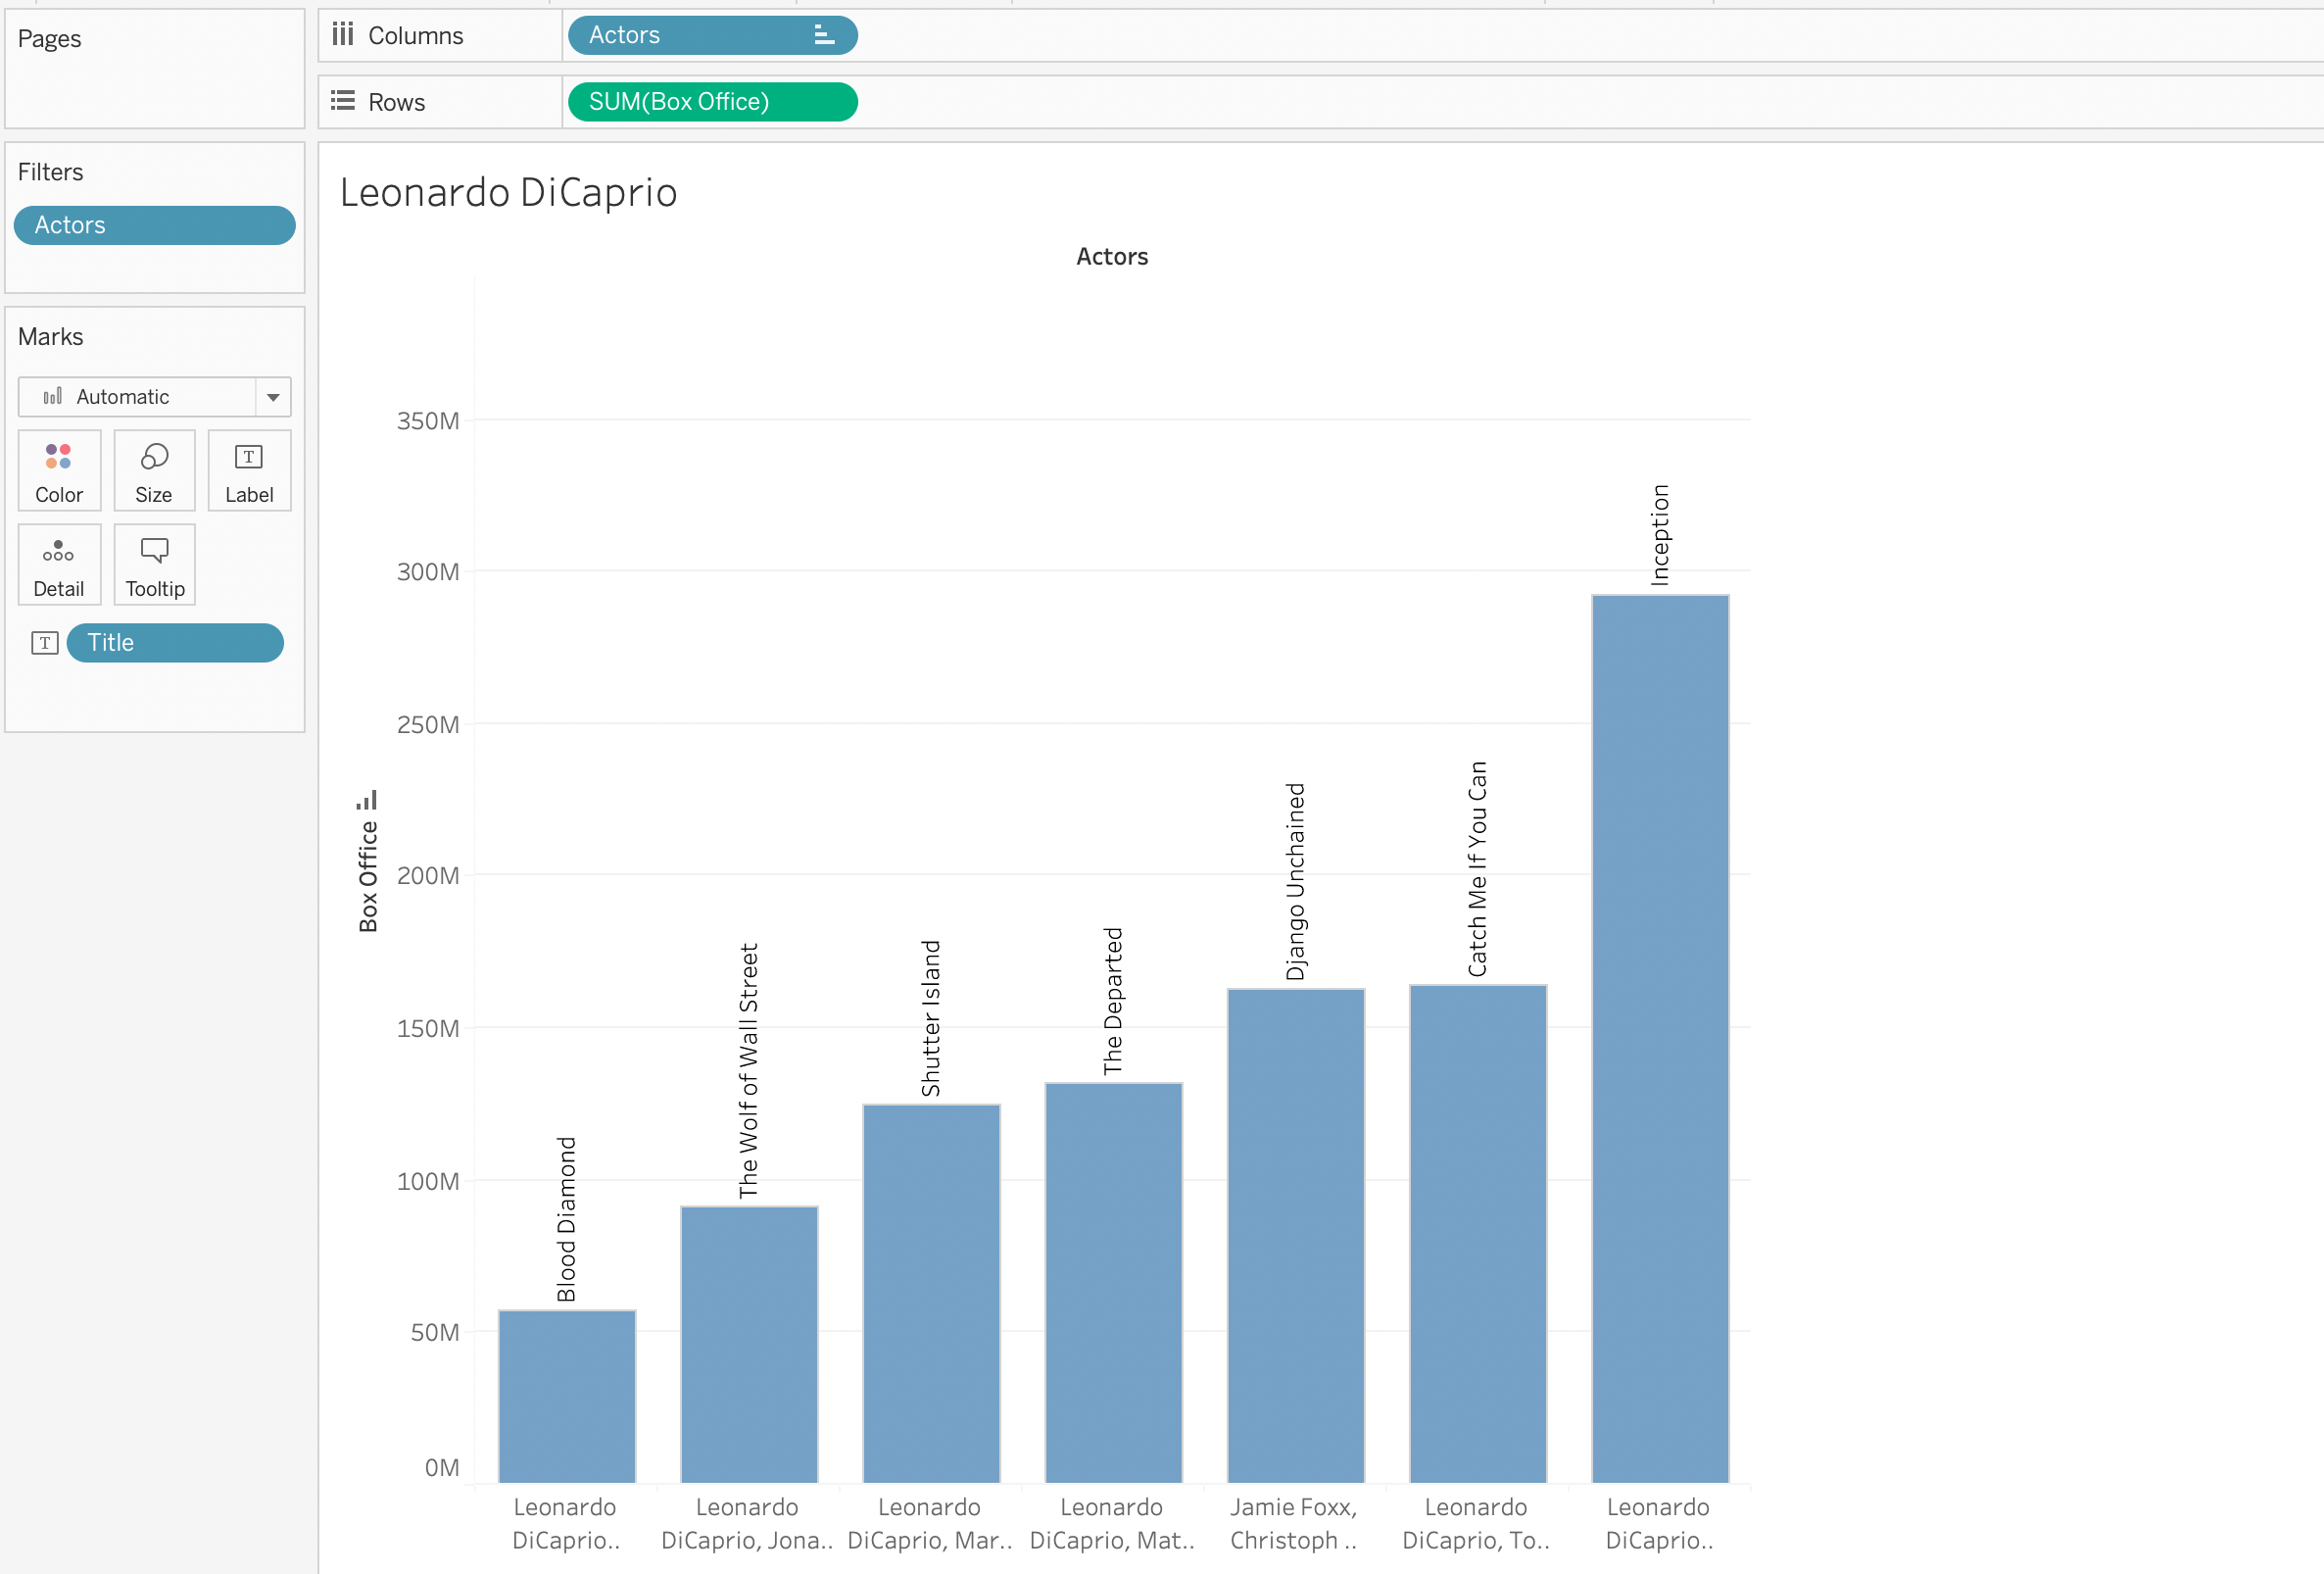 Pages
Columns
Actors
Rows
SUM(Box Office)
Filters
Actors
Marks
Automatic
Color
Size
T
Label
Detail
Tooltip
T
Title
Leonardo DiCaprio
Actors
Box Office
350M
300M
250M
200M
150M
100M
50M
0M
Blood Diamond
The Wolf of Wall Street
Shutter Island
The Departed
Django Unchained
Catch Me If You Can
Inception
Leonardo
DiCaprio..
Leonardo
DiCaprio, Jona..
Leonardo
DiCaprio, Mar..
Leonardo
DiCaprio, Mat..
Jamie Foxx,
Christoph ..
Leonardo
DiCaprio, To..
Leonardo
DiCaprio..